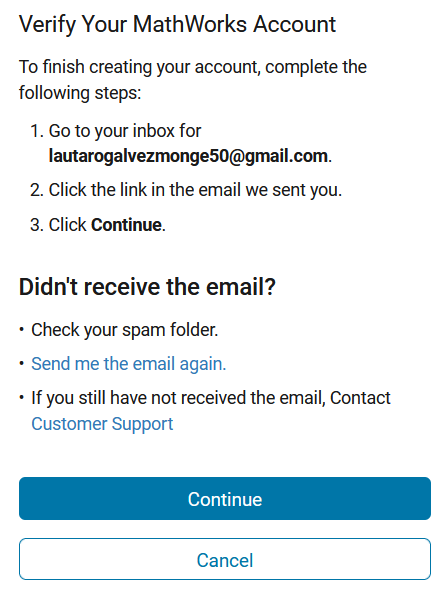 Verify Your MathWorks Account
To finish creating your account, complete the
following steps:
1. Go to your inbox for
lautarogalvezmonge50@gmail.com.
2. Click the link in the email we sent you.
3. Click Continue.
Didn't receive the email?
• Check your spam folder.
• Send me the email again.
• If you still have not received the email, Contact
Customer Support
Continue
Cancel